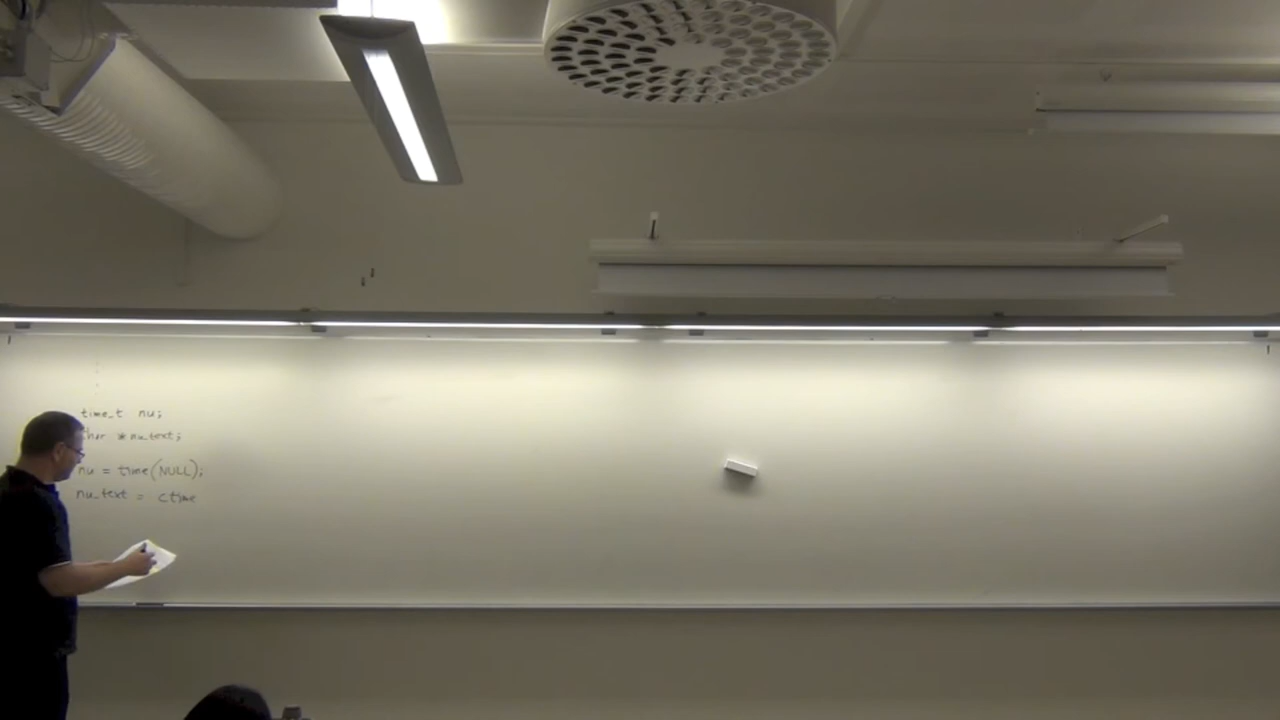 time_t nu;
char *nu_text;
nu = time(NULL);
nu_text = ctime